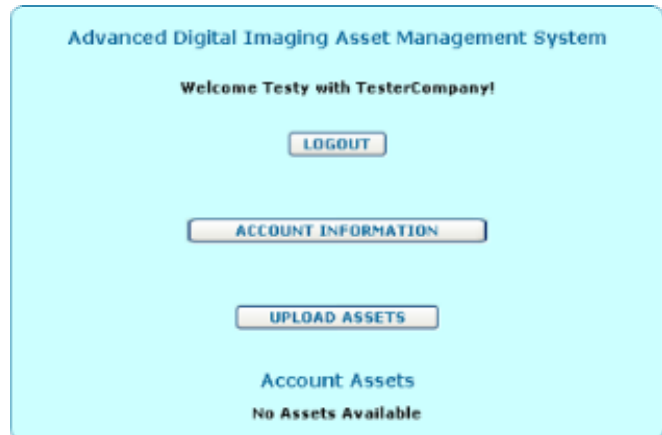 Advanced Digital Imaging Asset Management System
Welcome Testy with TesterCompany!
LOGOUT
ACCOUNT INFORMATION
UPLOAD ASSETS
Account Assets
No Assets Available